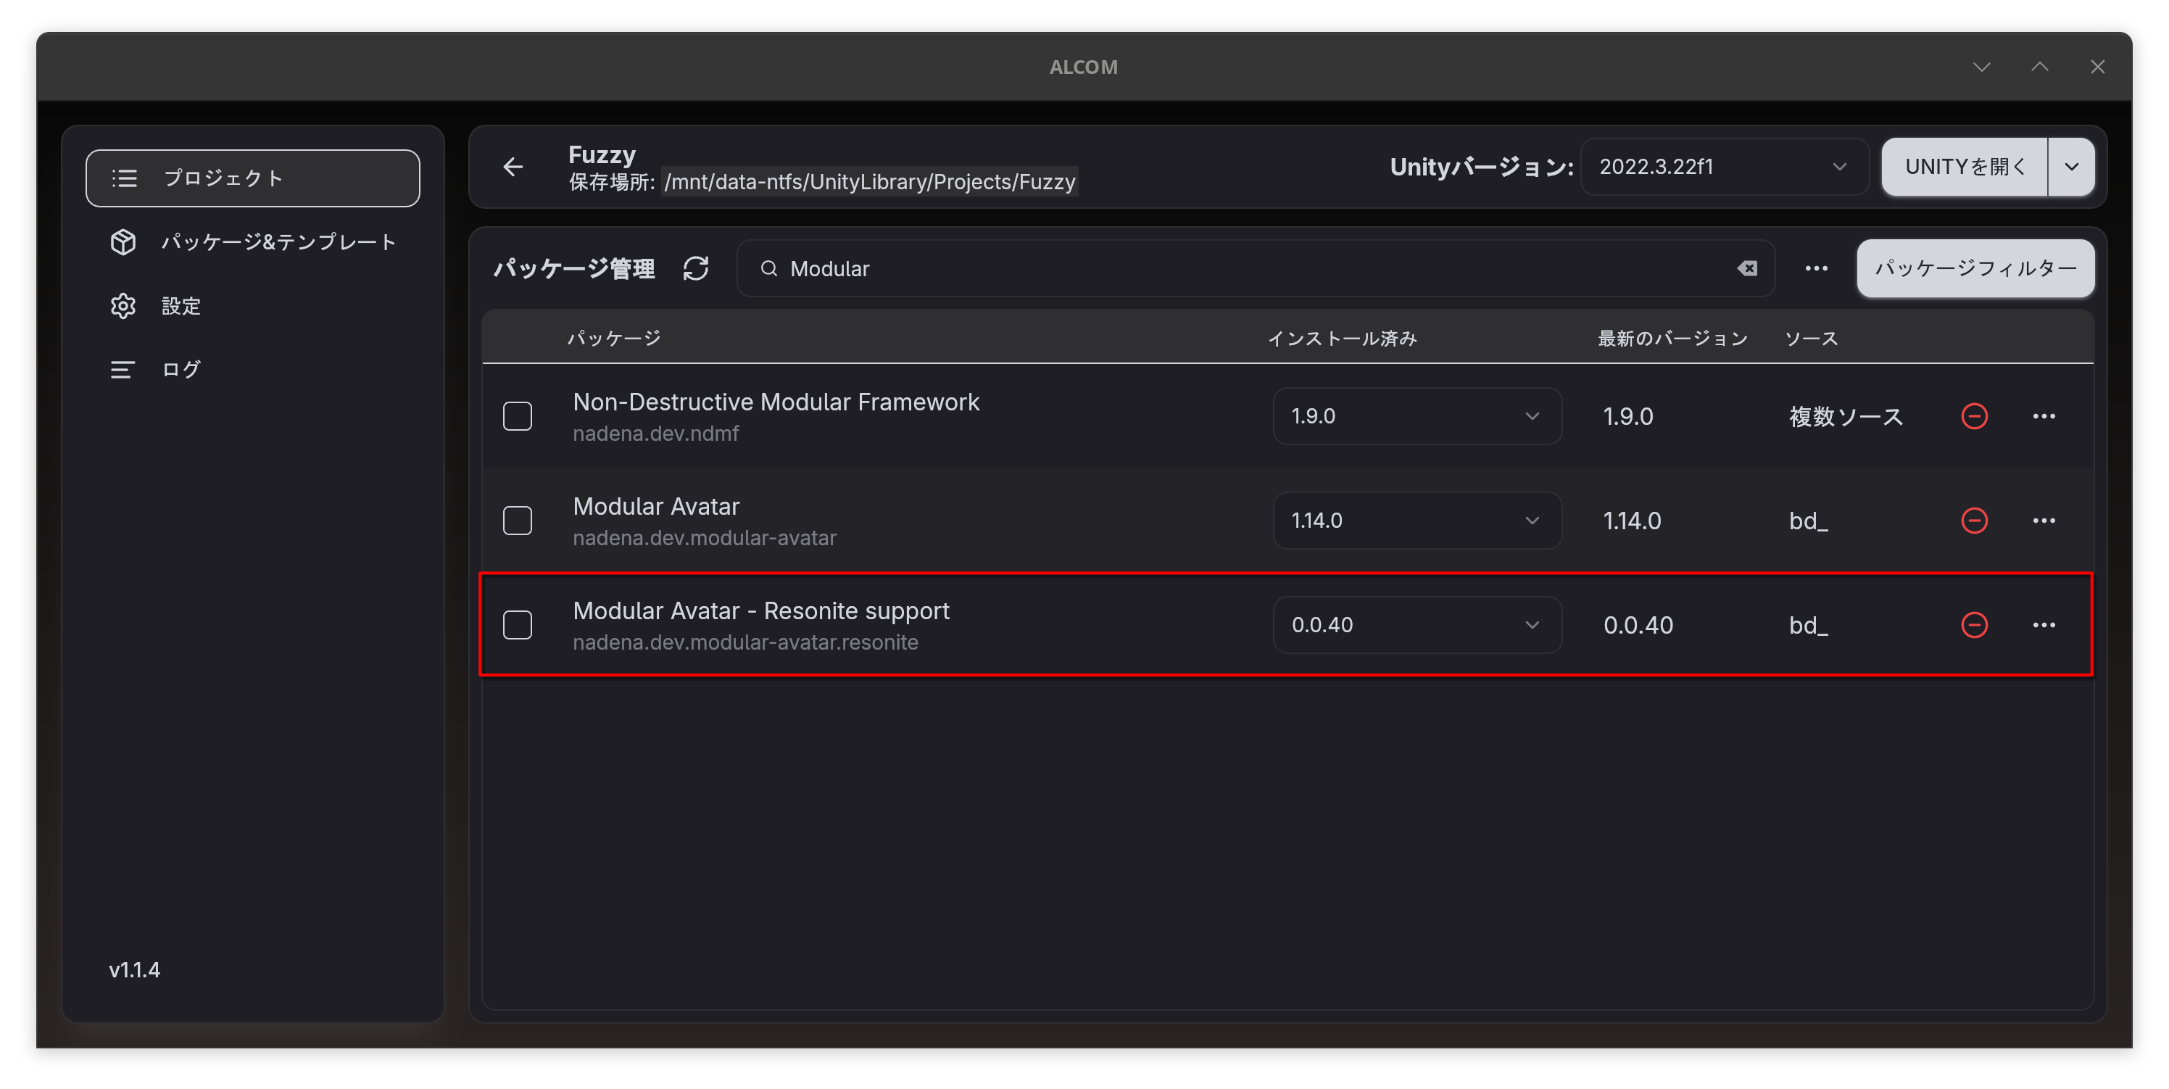 ALCOM
プロジェクト
パッケージ&テンプレート
設定
ログ
v1.1.4
Fuzzy
保存場所: /mnt/data-ntfs/UnityLibrary/Projects/Fuzzy
Unityバージョン: 2022.3.22f1 UNITYを開く
パッケージ管理 Modular パッケージフィルター
パッケージ インストール済み 最新のバージョン ソース
Non-Destructive Modular Framework
nadena.dev.ndmf
1.9.0 1.9.0 複数ソース
Modular Avatar
nadena.dev.modular-avatar
1.14.0 1.14.0 bd_
Modular Avatar - Resonite support
nadena.dev.modular-avatar.resonite
0.0.40 0.0.40 bd_